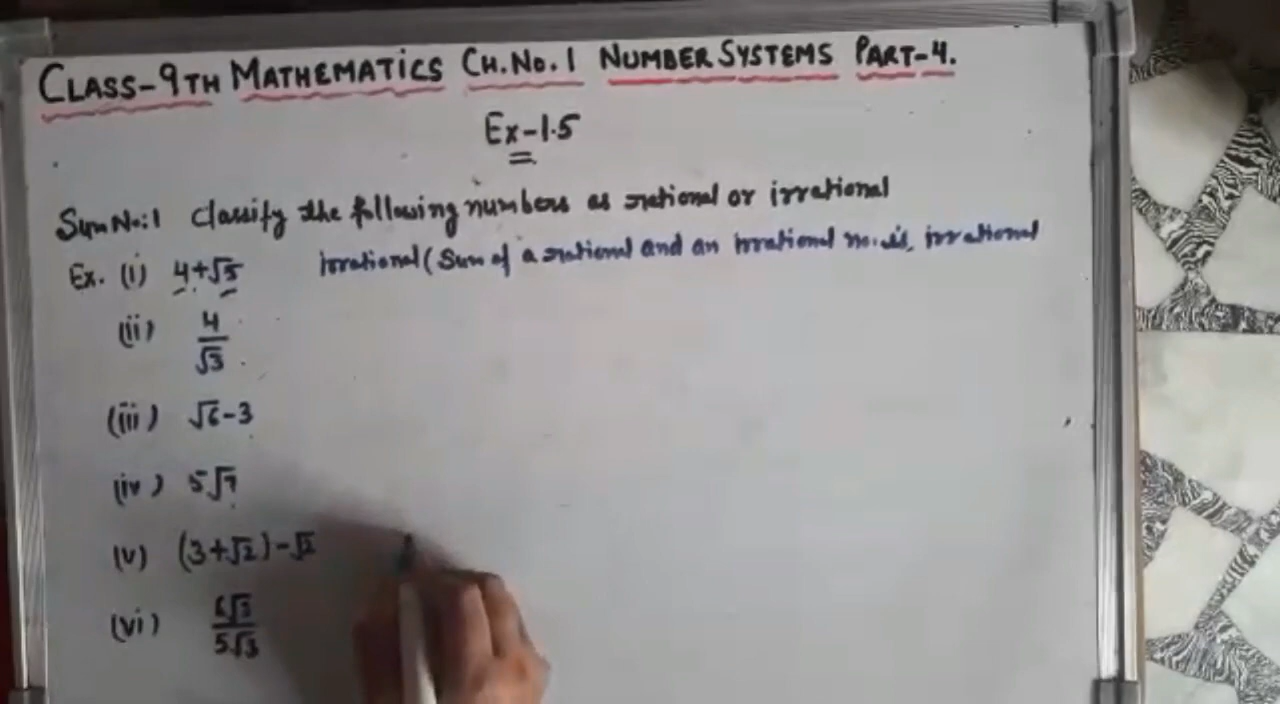 CLASS-9TH MATHEMATICS CH.NO.1 NUMBER SYSTEMS PART-4.
Ex-1.5
Sum No:1 Classify the following numbers as rational or irrational
Ex. (i) 4+√5 irrational (Sum of a rational and an irrational no. is irrational
(ii) 4/√3
(iii) √6-3
(iv) 5√7
(v) (3+√2)-√2
(vi) 6√3/5√3